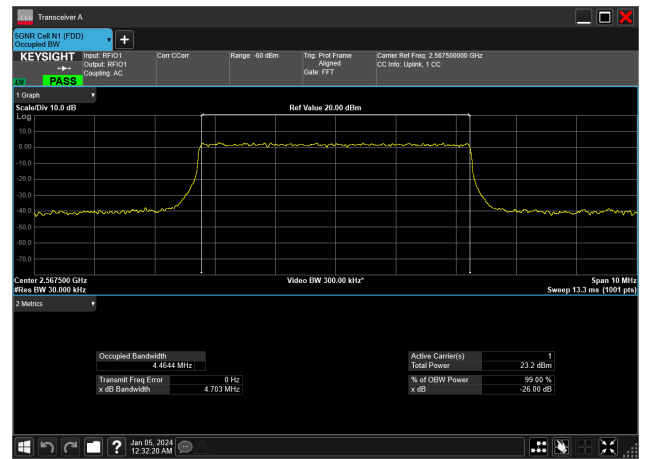 Transceiver A
5GNR Cell N1 (FDD)
Occupied BW
KEYSIGHT
LW
PASS
Input: RFIO1
Output: RFIO1
Coupling: AC
Corr CCorr
Range: -60 dBm
Trig: Prot Frame
Aligned
Gate: FFT
Carrier Ref Freq: 2.567500000 GHz
CC Info: Uplink, 1 CC
1 Graph
Scale/Div 10.0 dB
Ref Value 20.00 dBm
Log
10.0
0.00
-10.0
-20.0
-30.0
-40.0
-50.0
-60.0
-70.0
Center 2.567500 GHz
Video BW 300.00 kHz*
Span 10 MHz
#Res BW 30.000 kHz
Sweep 13.3 ms (1001 pts)
2 Metrics
Occupied Bandwidth
4.4644 MHz
Transmit Freq Error 0 Hz
x dB Bandwidth 4.703 MHz
Active Carrier(s) 1
Total Power 23.2 dBm
% of OBW Power 99.00 %
x dB -26.00 dB
Jan 05, 2024
12:32:20 AM